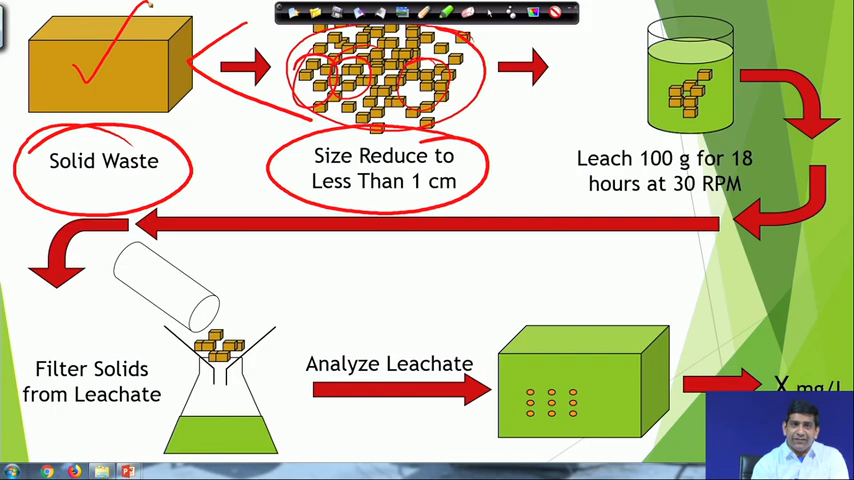 Solid Waste
Size Reduce to
Less Than 1 cm
Leach 100 g for 18
hours at 30 RPM
Filter Solids
from Leachate
Analyze Leachate
X mg/L